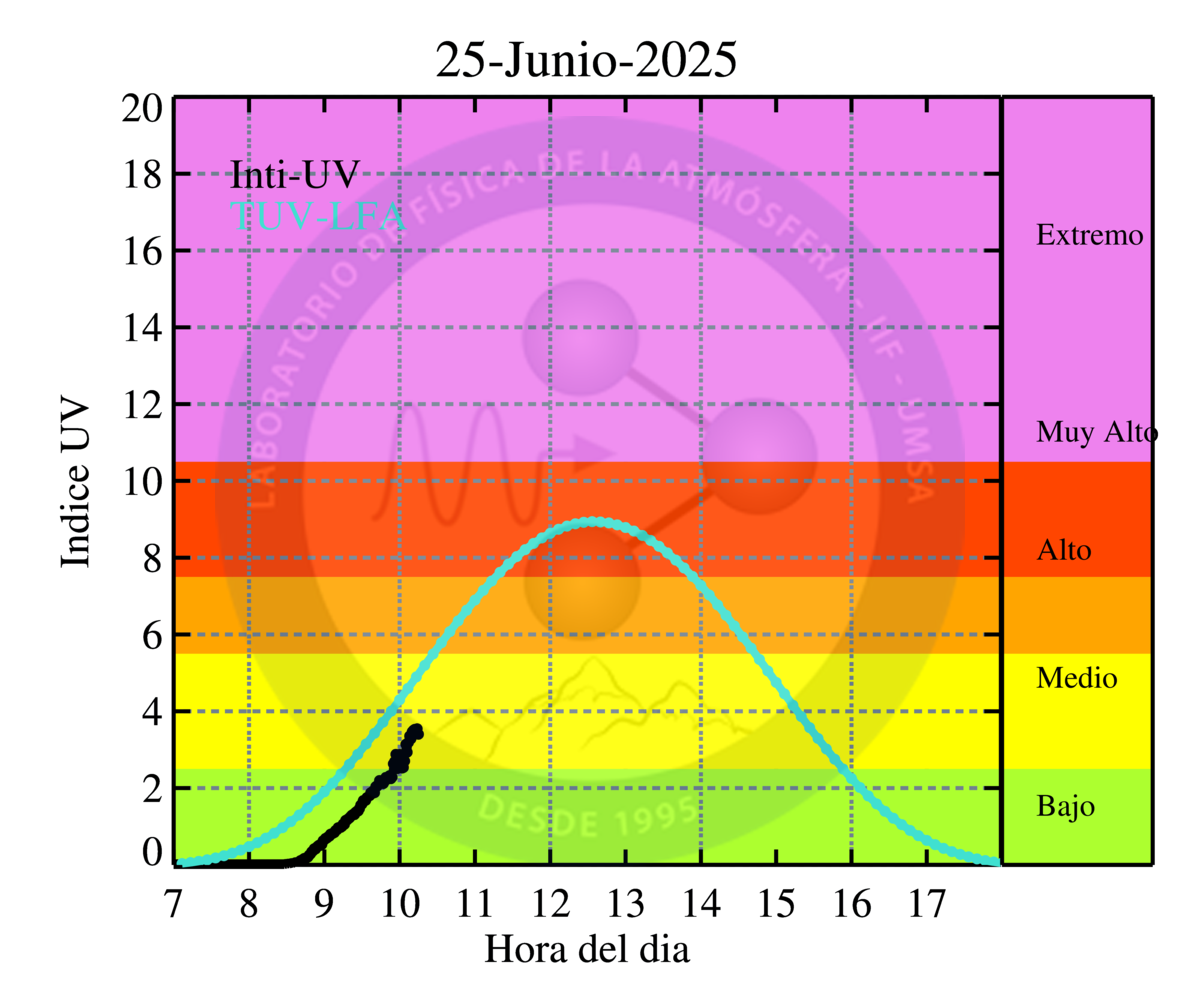 25-Junio-2025
Inti-UV
TUV-LFA
LABORATORIO DE FÍSICA DE LA ATMÓSFERA - IIF - UMSA
DESDE 1995
Indice UV
20
18
16
14
12
10
8
6
4
2
0
Extremo
Muy Alto
Alto
Medio
Bajo
7 8 9 10 11 12 13 14 15 16 17
Hora del dia